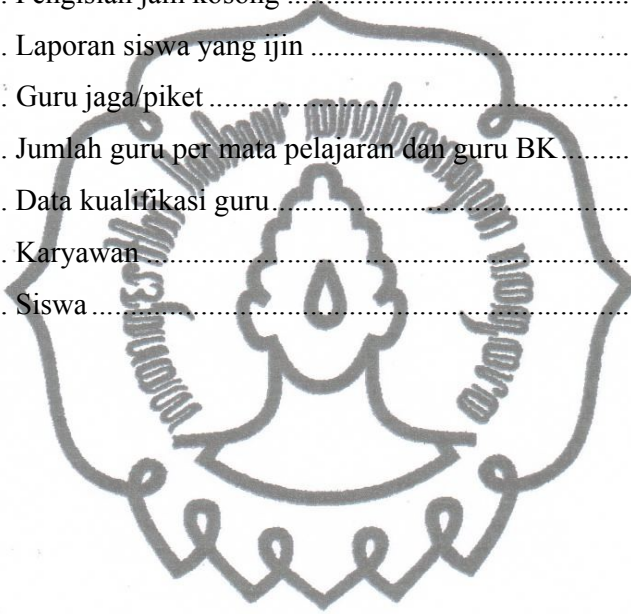 . Pengisian jam kosong ..........................................
. Laporan siswa yang ijin ..........................................
. Guru jaga/piket ..........................................
. Jumlah guru per mata pelajaran dan guru BK ..........
. Data kualifikasi guru ..........................................
. Karyawan ..........................................
. Siswa ..........................................